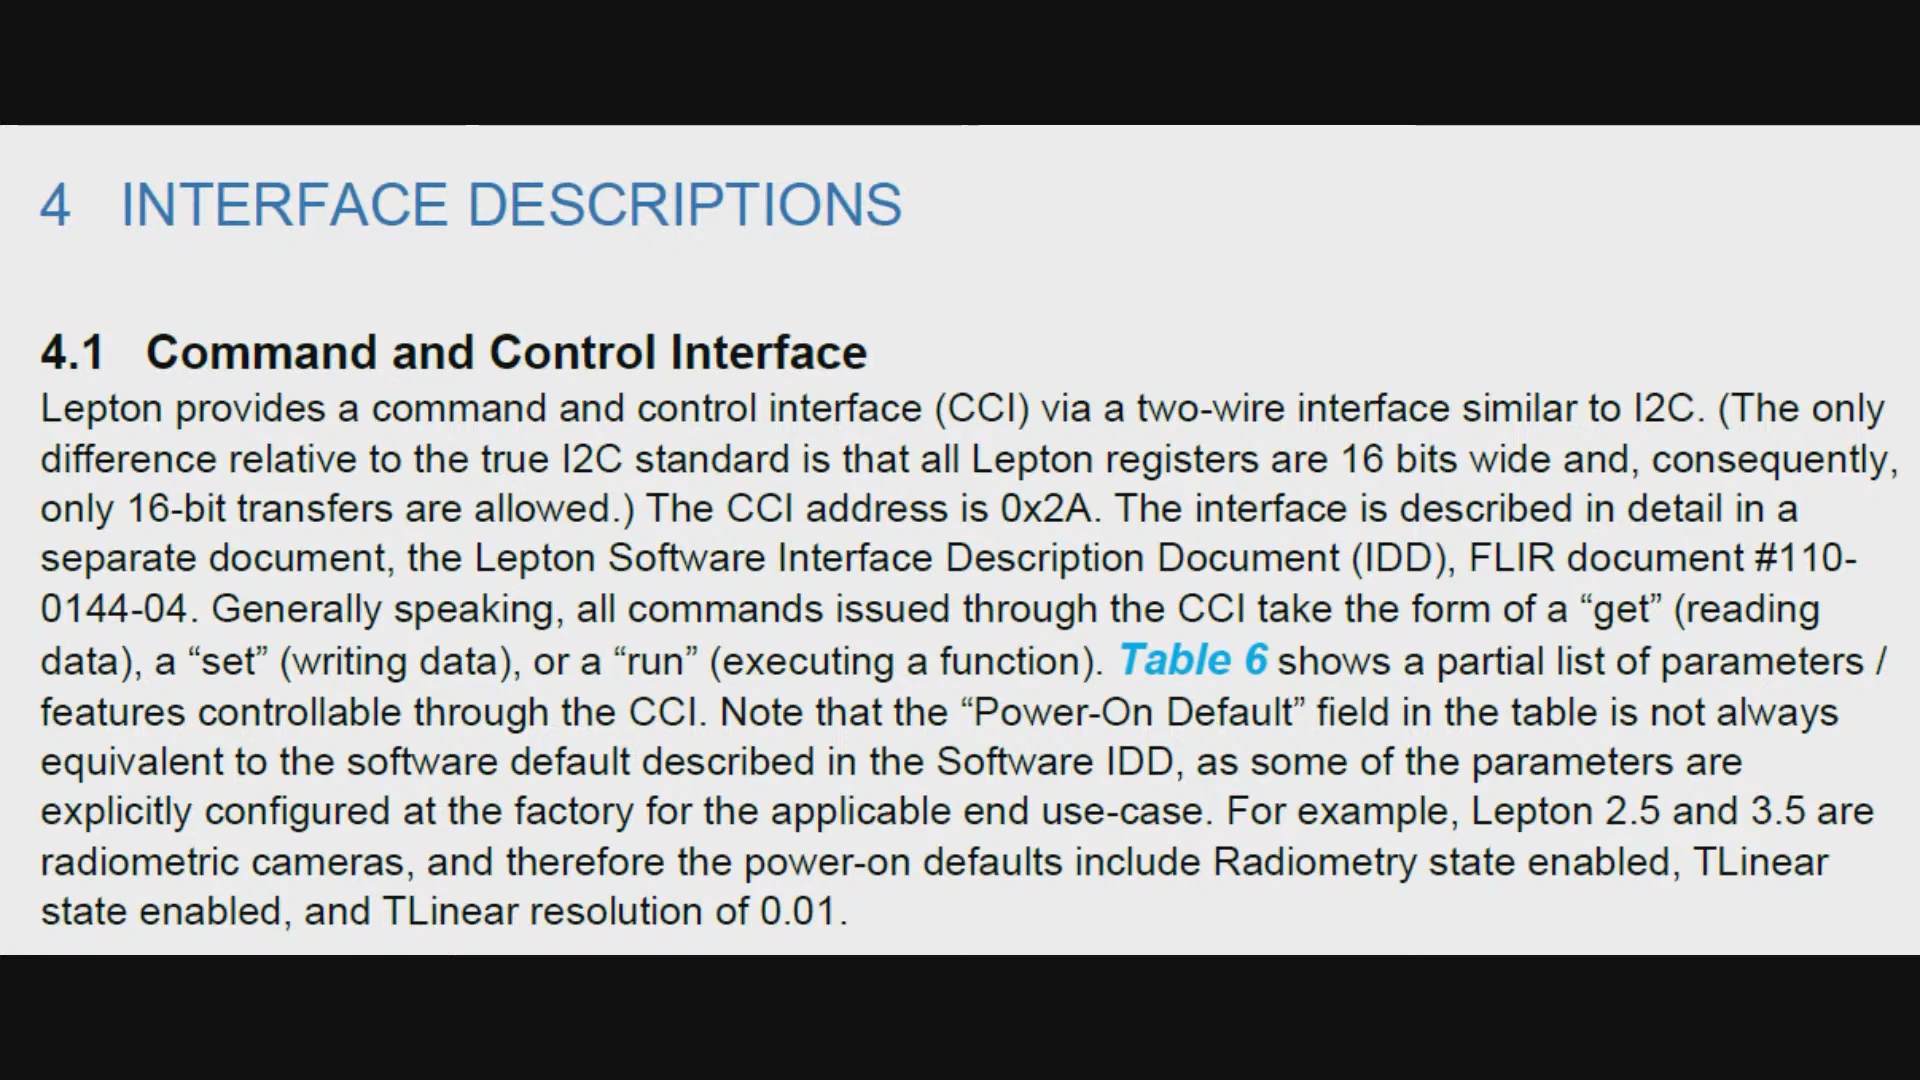 4 INTERFACE DESCRIPTIONS
4.1 Command and Control Interface
Lepton provides a command and control interface (CCI) via a two-wire interface similar to I2C. (The only
difference relative to the true I2C standard is that all Lepton registers are 16 bits wide and, consequently,
only 16-bit transfers are allowed.) The CCI address is 0x2A. The interface is described in detail in a
separate document, the Lepton Software Interface Description Document (IDD), FLIR document #110-
0144-04. Generally speaking, all commands issued through the CCI take the form of a “get” (reading
data), a “set” (writing data), or a “run” (executing a function). Table 6 shows a partial list of parameters /
features controllable through the CCI. Note that the “Power-On Default” field in the table is not always
equivalent to the software default described in the Software IDD, as some of the parameters are
explicitly configured at the factory for the applicable end use-case. For example, Lepton 2.5 and 3.5 are
radiometric cameras, and therefore the power-on defaults include Radiometry state enabled, TLinear
state enabled, and TLinear resolution of 0.01.